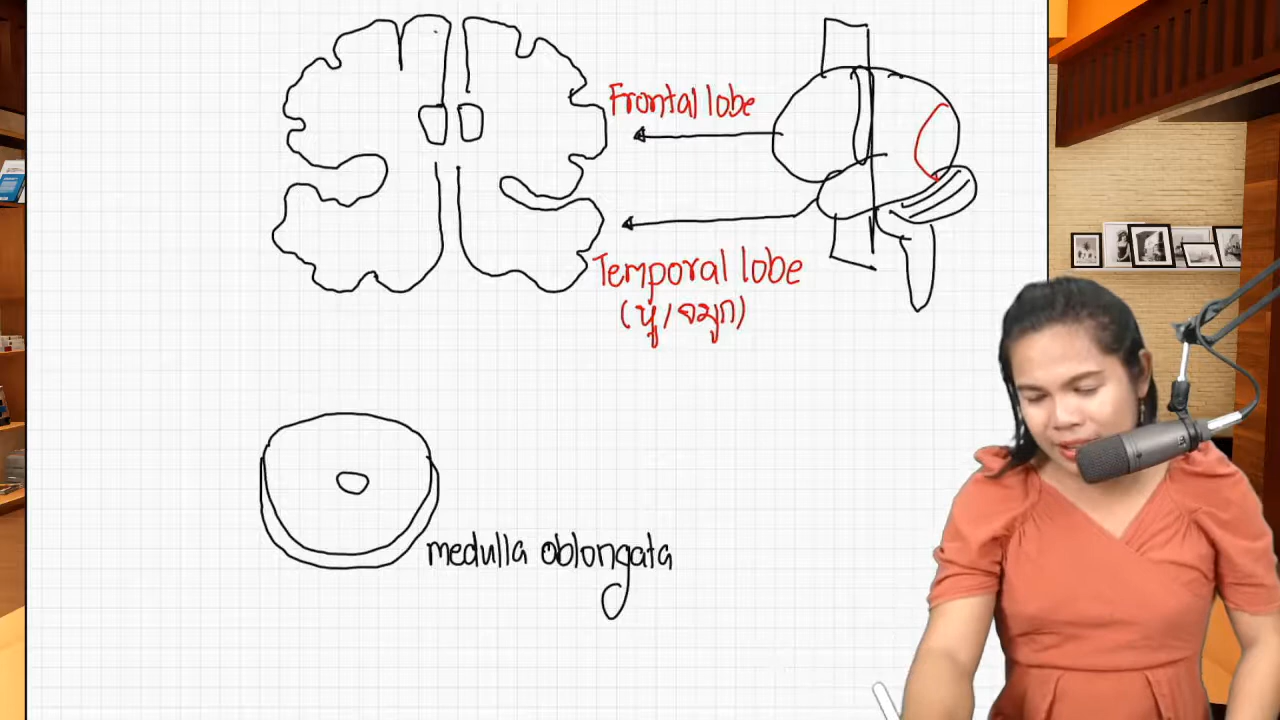 Frontal lobe
Temporal lobe
(หู/จมูก)
medulla oblongata